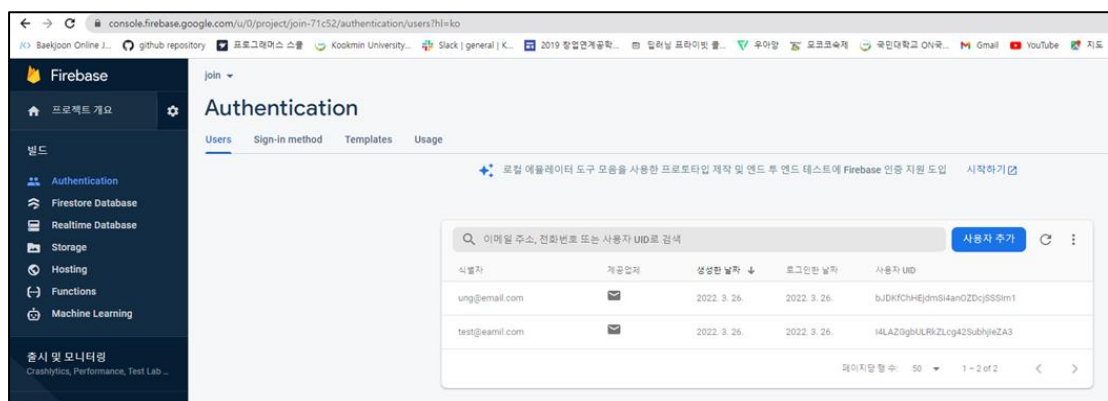 console.firebase.google.com/u/0/project/join-71c52/authentication/users?hl=ko
Baekjoon Online J... github repository 프로그래머스 스쿨 Kookmin University... Slack | general | K... 2019 창업연계공학... 딥러닝 프라이빗 클... 우아양 모코코숙제 국민대학교 ON국... Gmail YouTube 지도
Firebase
join
프로젝트 개요
Authentication
Users Sign-in method Templates Usage
빌드
로컬 에뮬레이터 도구 모음을 사용한 프로토타입 제작 및 엔드 투 엔드 테스트에 Firebase 인증 지원 도입 시작하기
Authentication
Firestore Database
Realtime Database
Storage
Hosting
Functions
Machine Learning
이메일 주소, 전화번호 또는 사용자 UID로 검색 사용자 추가
식별자 제공업체 생성한 날짜 로그인한 날짜 사용자 UID
ung@email.com 2022. 3. 26. 2022. 3. 26.
test@eamil.com 2022. 3. 26. 2022. 3. 26.
페이지당 행 수: 50 1 – 2 of 2
출시 및 모니터링
Crashlytics, Performance, Test Lab ...